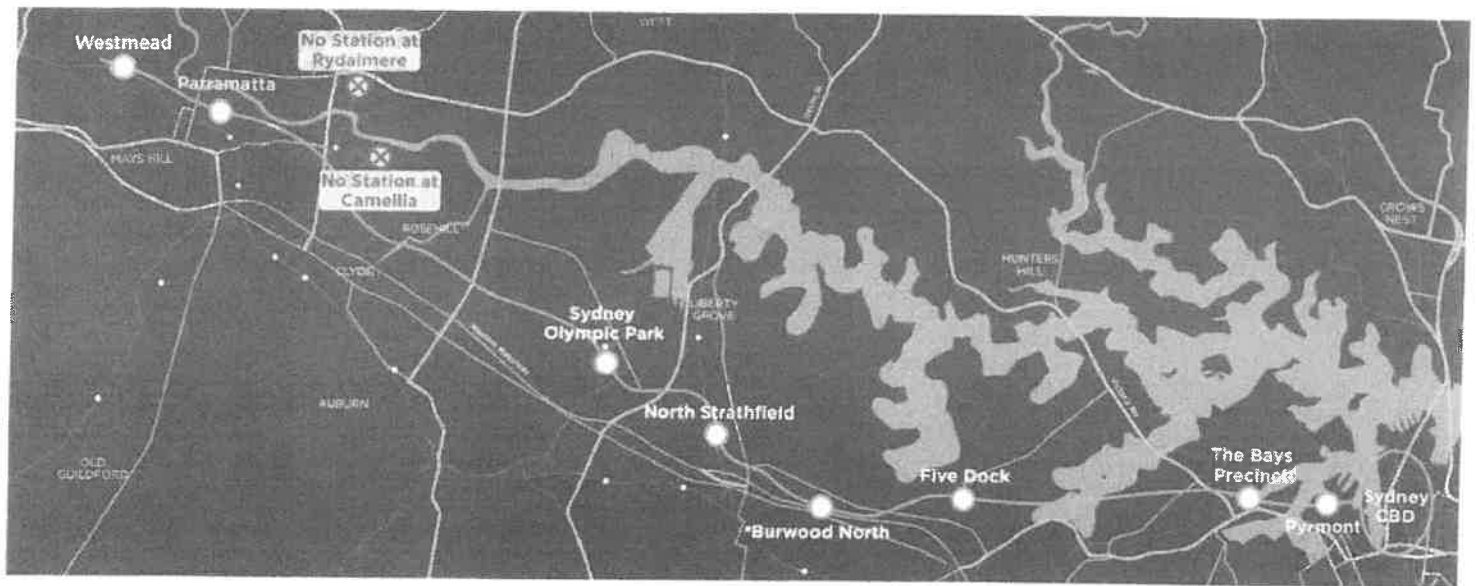 WEST
Westmead
No Station at
Rydalmere
Parramatta
MAYS HILL
No Station at
Camellia
ROSEHILL
CROWS
NEST
CLYDE
HUNTERS
HILL
LIBERTY
GROVE
Sydney
Olympic Park
AUBURN
North Strathfield
OLD
GUILDFORD
The Bays
Precinct
Five Dock
*Burwood North
Pyrmont
Sydney
CBD